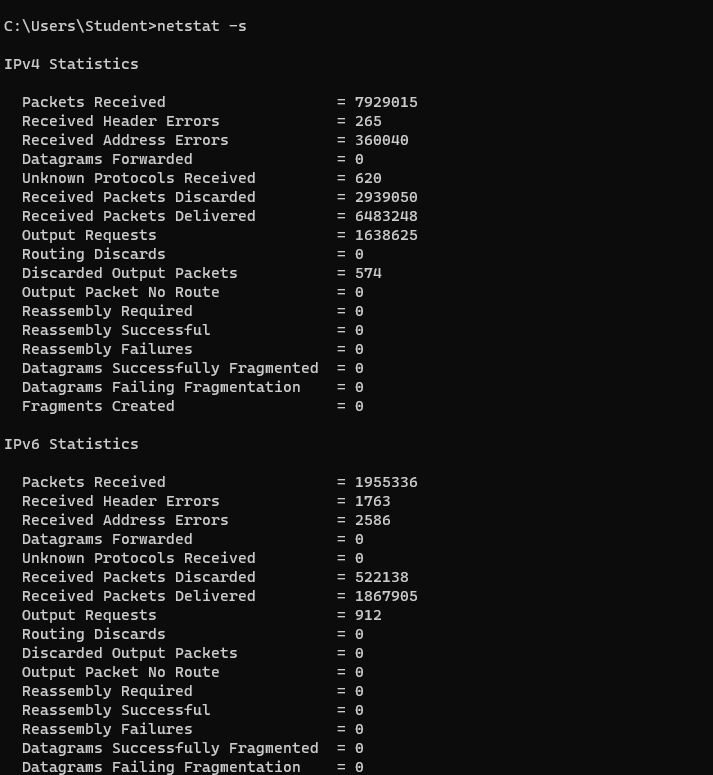 C:\Users\Student>netstat -s
IPv4 Statistics
Packets Received = 7929015
Received Header Errors = 265
Received Address Errors = 360040
Datagrams Forwarded = 0
Unknown Protocols Received = 620
Received Packets Discarded = 2939050
Received Packets Delivered = 6483248
Output Requests = 1638625
Routing Discards = 0
Discarded Output Packets = 574
Output Packet No Route = 0
Reassembly Required = 0
Reassembly Successful = 0
Reassembly Failures = 0
Datagrams Successfully Fragmented = 0
Datagrams Failing Fragmentation = 0
Fragments Created = 0
IPv6 Statistics
Packets Received = 1955336
Received Header Errors = 1763
Received Address Errors = 2586
Datagrams Forwarded = 0
Unknown Protocols Received = 0
Received Packets Discarded = 522138
Received Packets Delivered = 1867905
Output Requests = 912
Routing Discards = 0
Discarded Output Packets = 0
Output Packet No Route = 0
Reassembly Required = 0
Reassembly Successful = 0
Reassembly Failures = 0
Datagrams Successfully Fragmented = 0
Datagrams Failing Fragmentation = 0